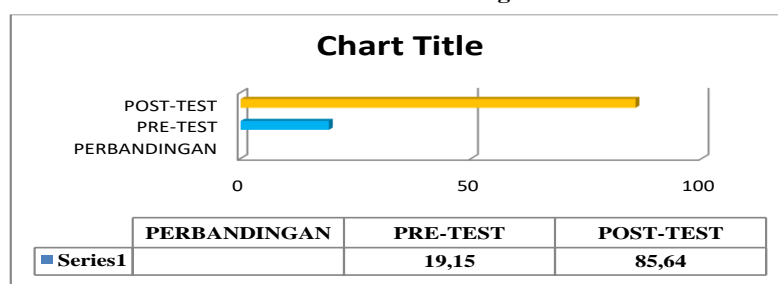 Chart Title
POST-TEST
PRE-TEST
PERBANDINGAN
0 50 100
PERBANDINGAN PRE-TEST POST-TEST
Series1 19,15 85,64